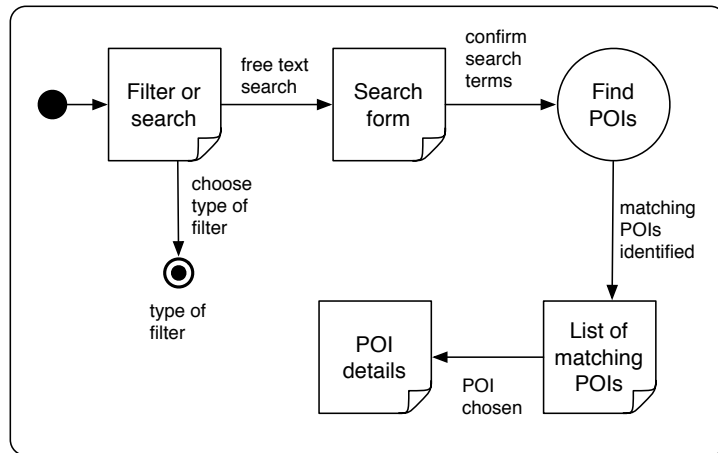 Filter or
search
free text
search
Search
form
confirm
search
terms
Find
POIs
choose
type of
filter
type of
filter
matching
POIs
identified
List of
matching
POIs
POI
chosen
POI
details